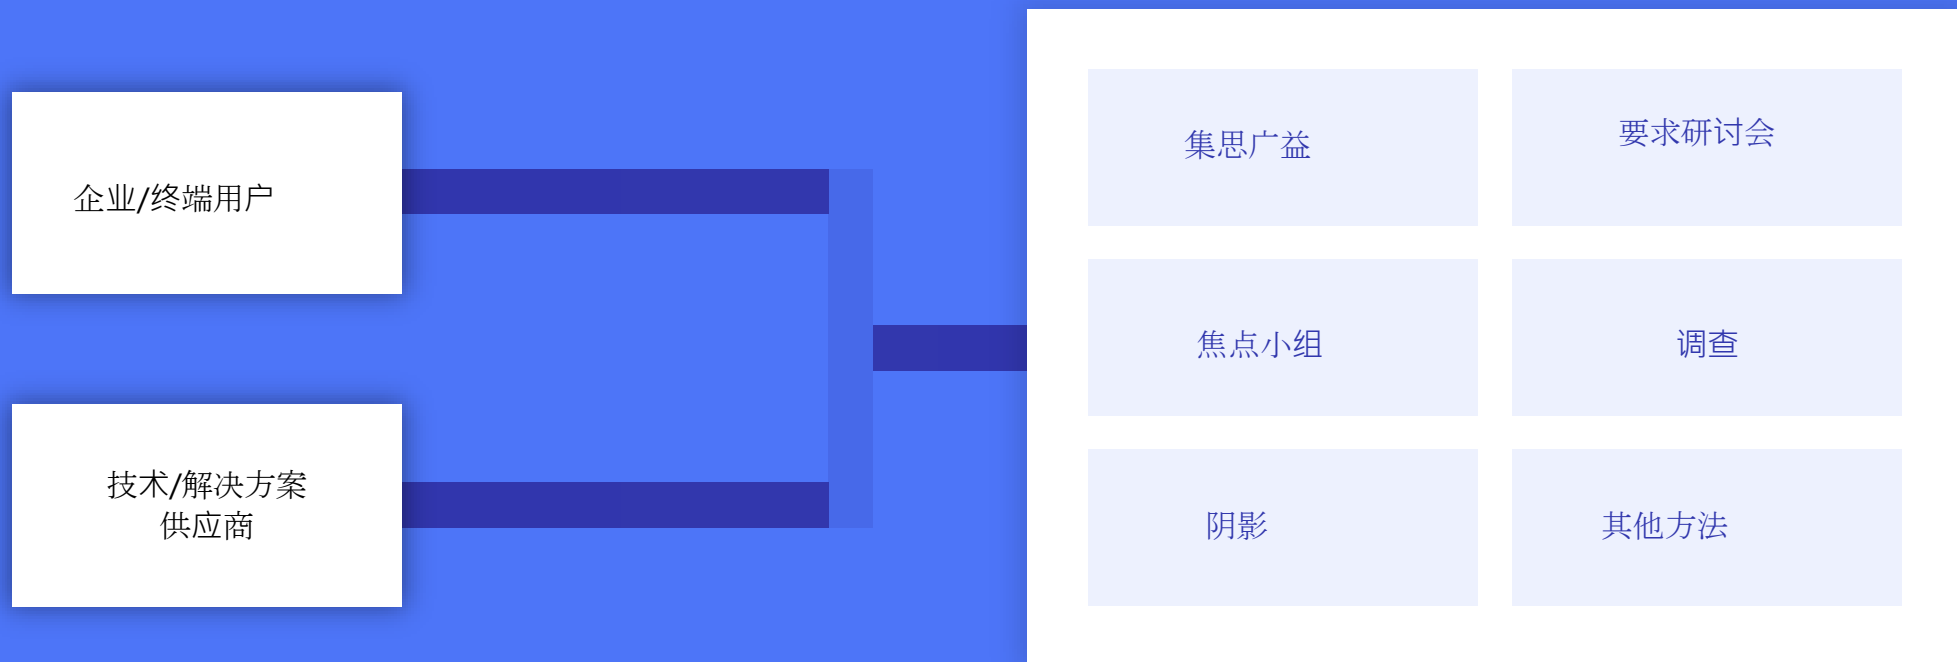 企业/终端用户
技术/解决方案
供应商
集思广益
要求研讨会
焦点小组
调查
阴影
其他方法